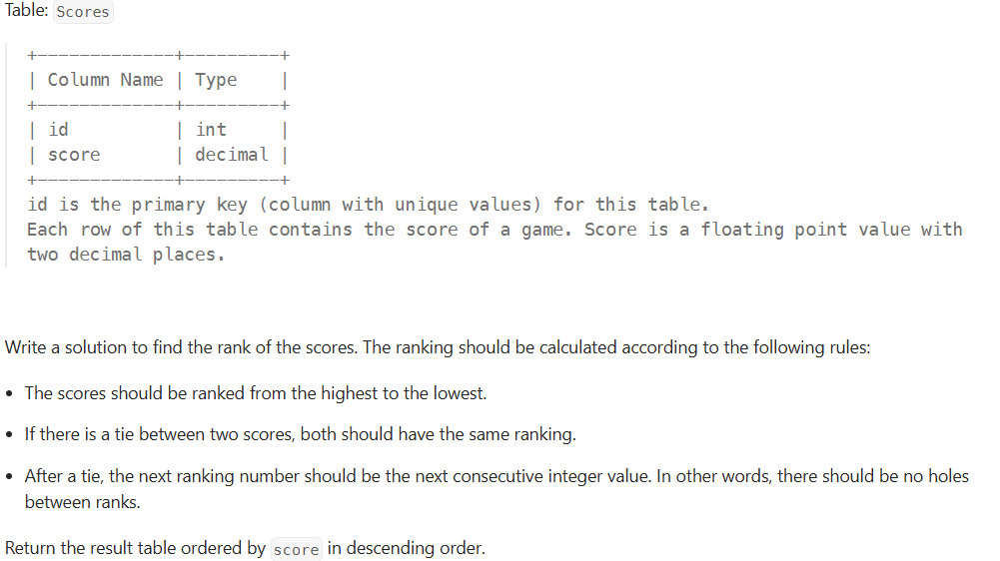 Table: Scores
+-------------+---------+
| Column Name | Type    |
+-------------+---------+
| id          | int     |
| score       | decimal |
+-------------+---------+
id is the primary key (column with unique values) for this table.
Each row of this table contains the score of a game. Score is a floating point value with
two decimal places.
Write a solution to find the rank of the scores. The ranking should be calculated according to the following rules:
• The scores should be ranked from the highest to the lowest.
• If there is a tie between two scores, both should have the same ranking.
• After a tie, the next ranking number should be the next consecutive integer value. In other words, there should be no holes
between ranks.
Return the result table ordered by score in descending order.